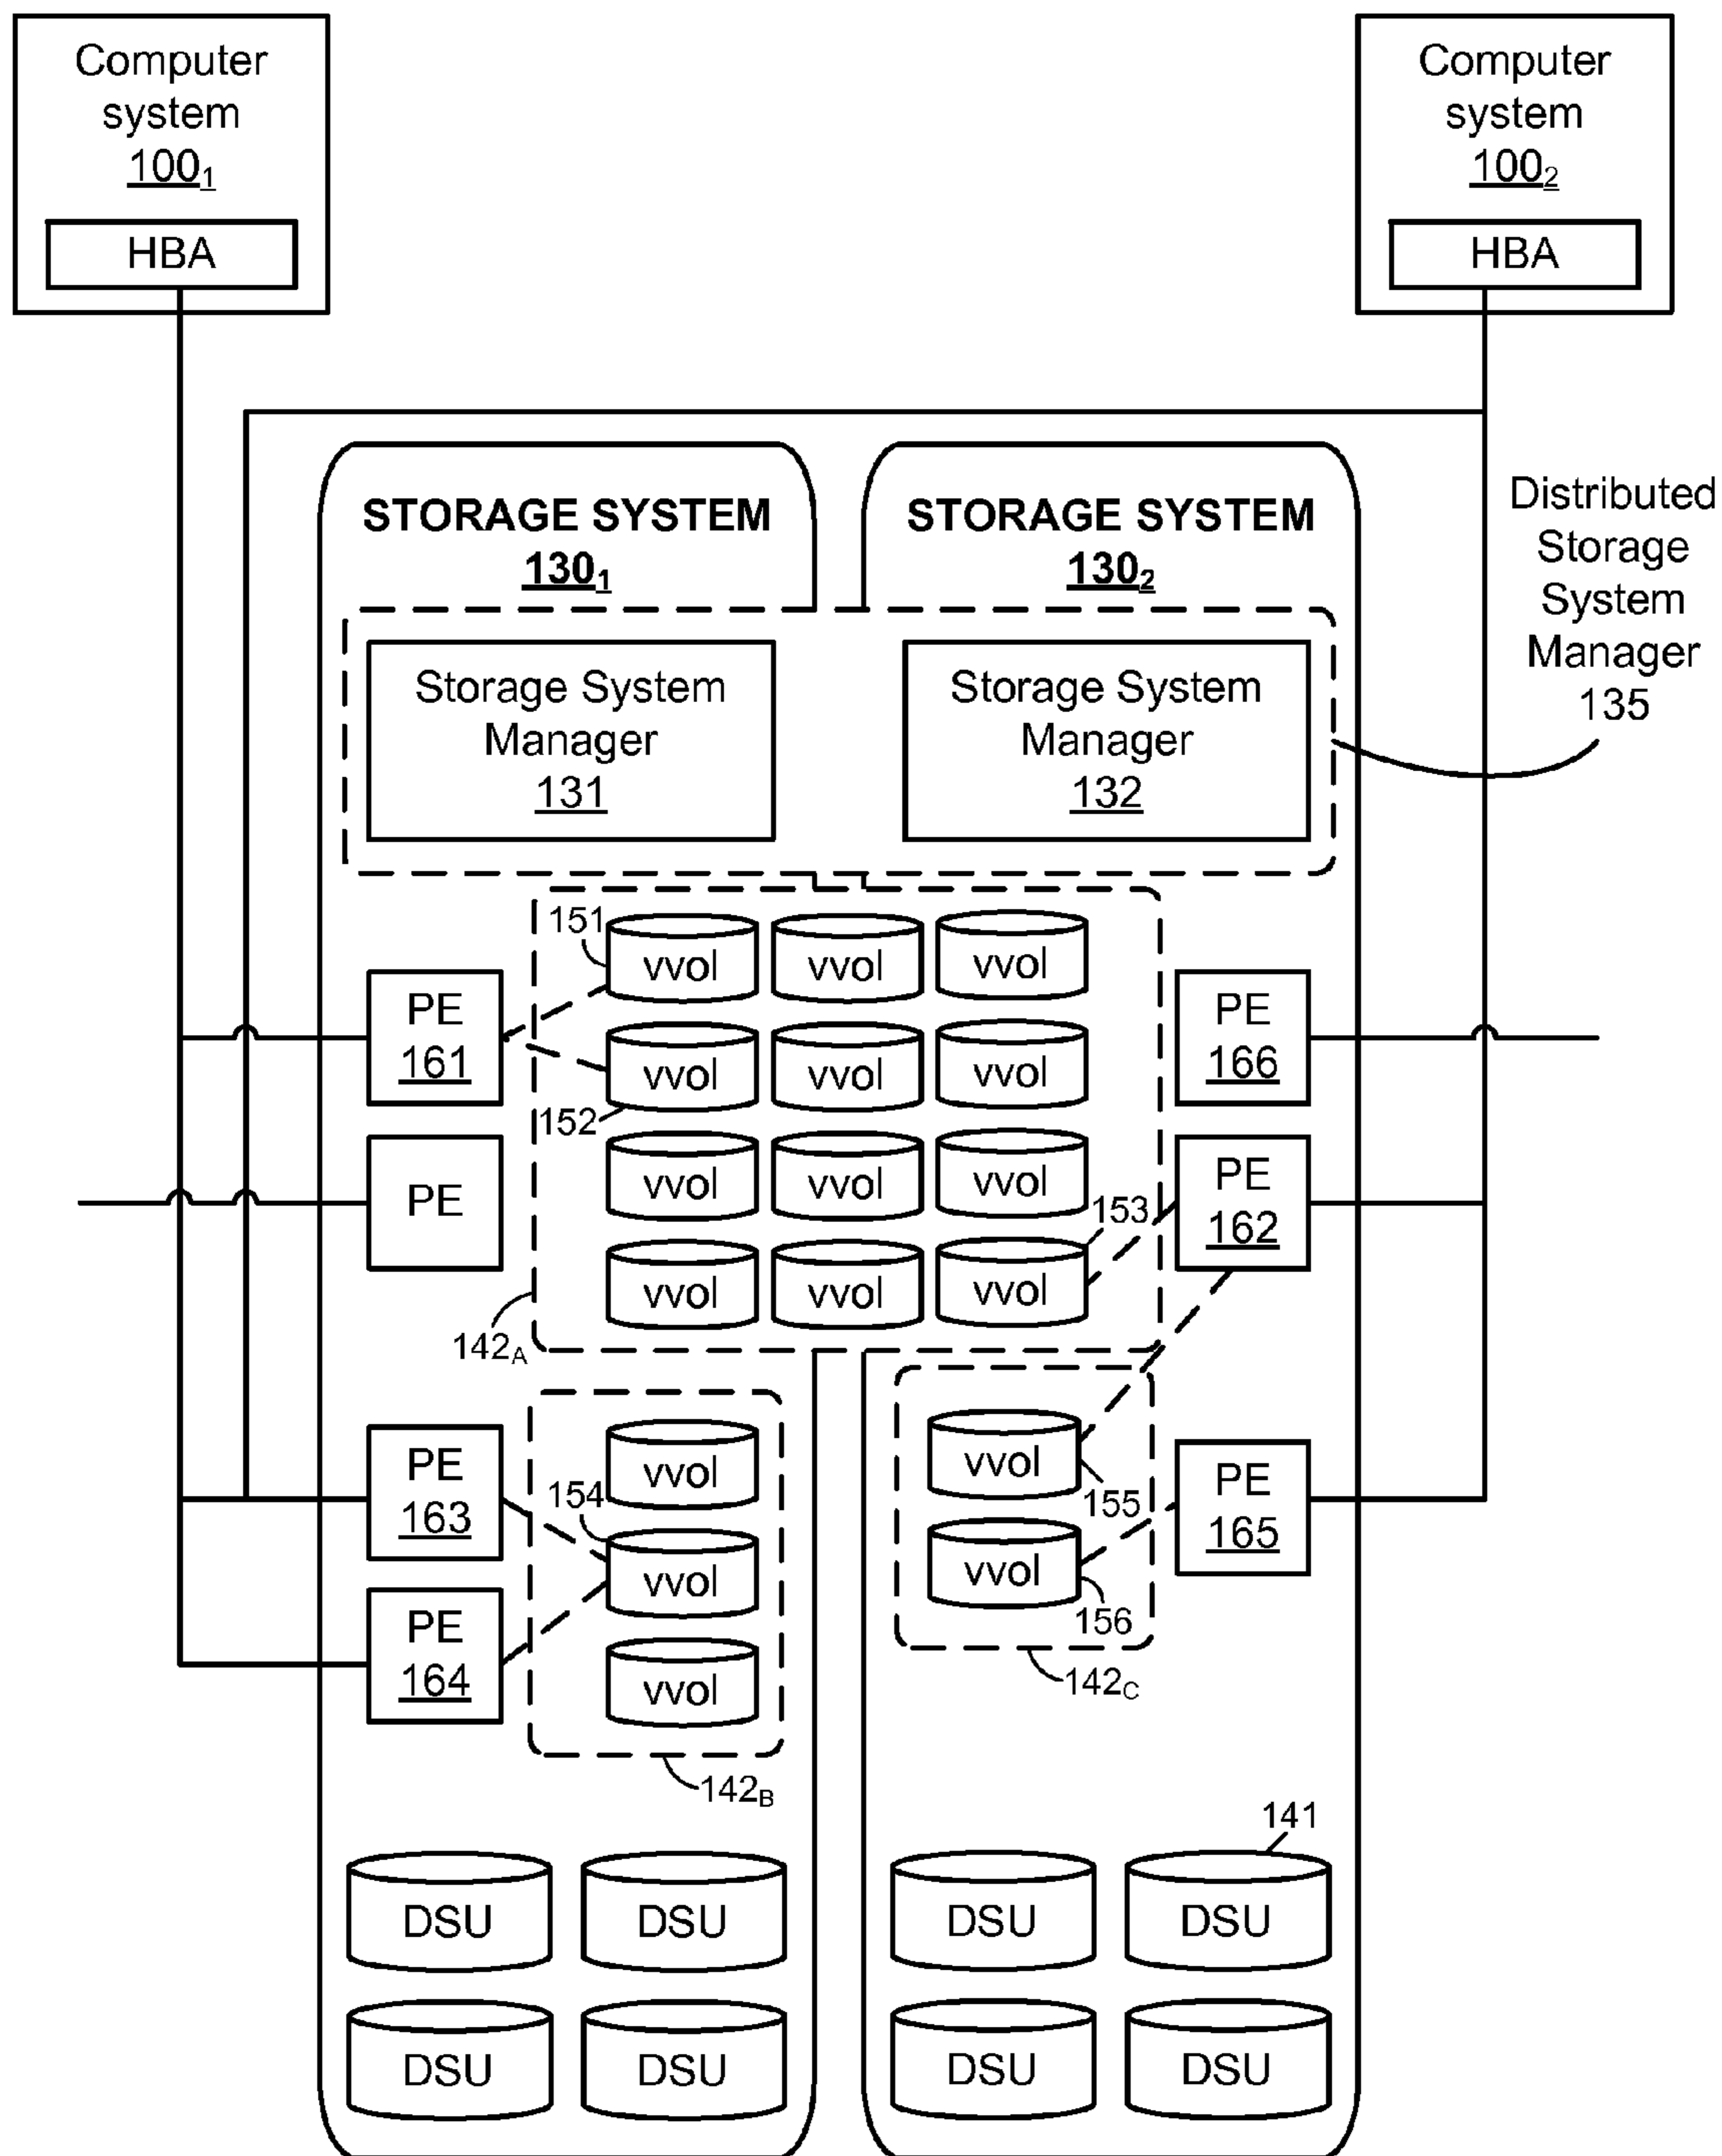 Computer
system
100₁
HBA
Computer
system
100₂
HBA
STORAGE SYSTEM
130₁
STORAGE SYSTEM
130₂
Distributed
Storage
System
Manager
135
Storage System
Manager
131
Storage System
Manager
132
151
vvol vvol vvol
PE
161
PE
166
vvol vvol vvol
152
PE
vvol vvol vvol
PE
162
153
vvol vvol vvol
142A
PE
163
vvol
154
vvol
vvol
PE
164
142B
vvol
155
vvol
156
PE
165
142C
141
DSU DSU DSU DSU
DSU DSU DSU DSU